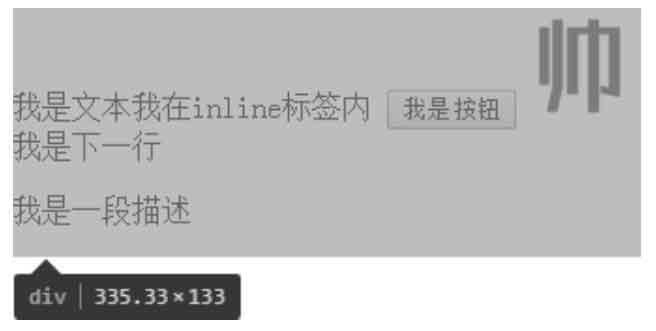 帅
我是文本我在inline标签内 我是按钮
我是下一行
我是一段描述
div 335.33×133